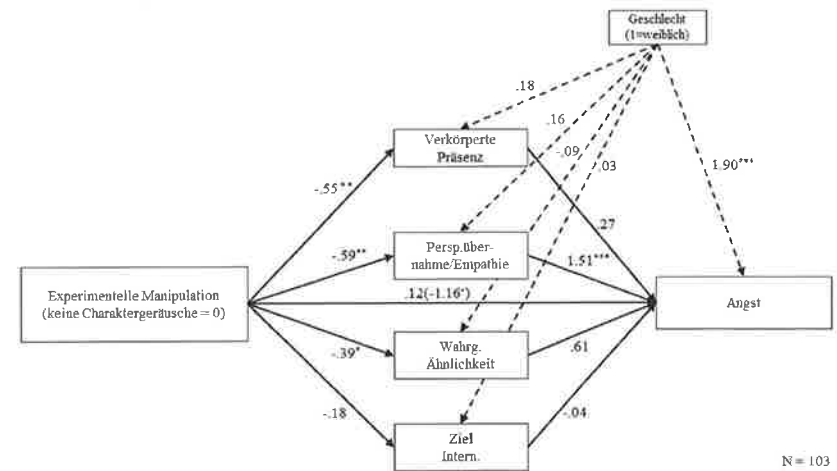 Geschlecht
(1=weiblich)
.18
.16
-.09
.03
1.90***
Verkörperte
Präsenz
-.55**
.27
-.59**
Persp.über-
nahme/Empathie
1.51***
Experimentelle Manipulation
(keine Charaktergeräusche = 0)
.12(-1.16*)
Angst
-.39*
Wahrg.
Ähnlichkeit
.61
-.18
Ziel
Intern.
-.04
N = 103